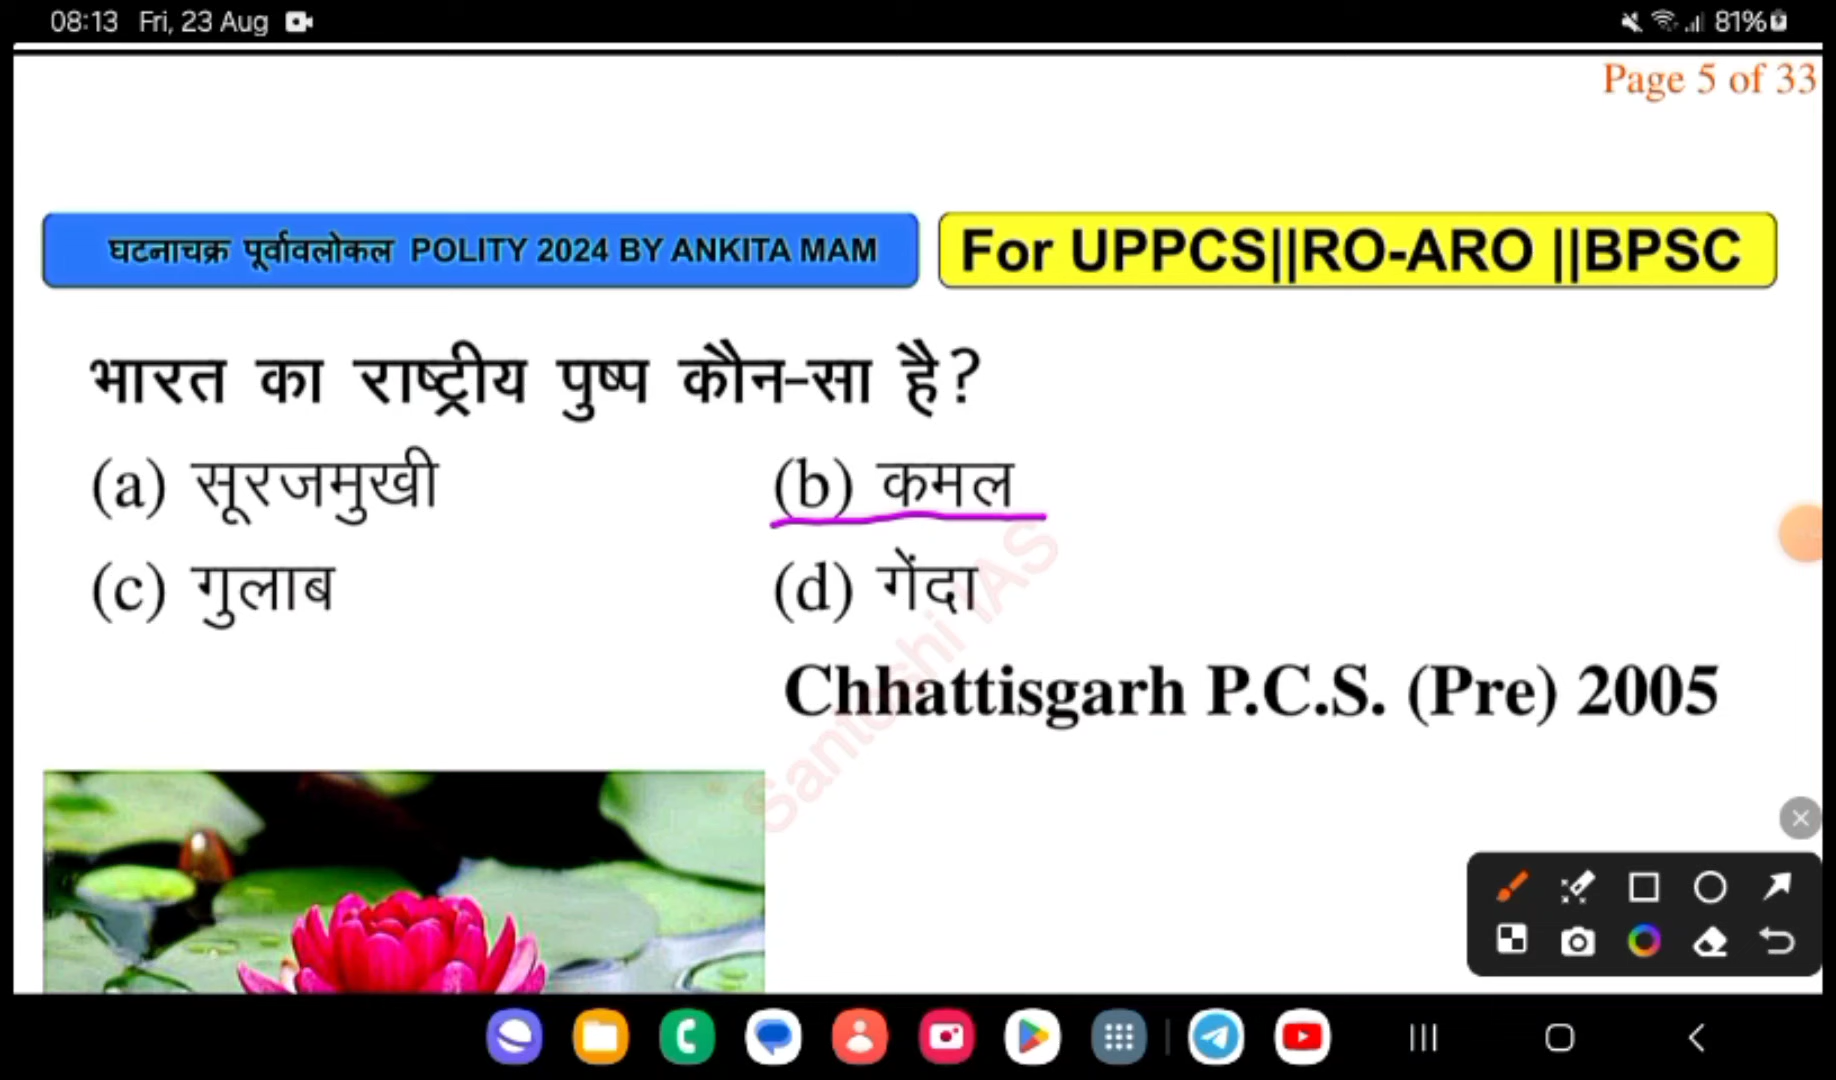 08:13 Fri, 23 Aug 81%
Page 5 of 33
घटनाचक्र पूर्वावलोकल POLITY 2024 BY ANKITA MAM For UPPCS||RO-ARO ||BPSC
भारत का राष्ट्रीय पुष्प कौन-सा है?
(a) सूरजमुखी (b) कमल
(c) गुलाब (d) गेंदा
Santoshi IAS
Chhattisgarh P.C.S. (Pre) 2005